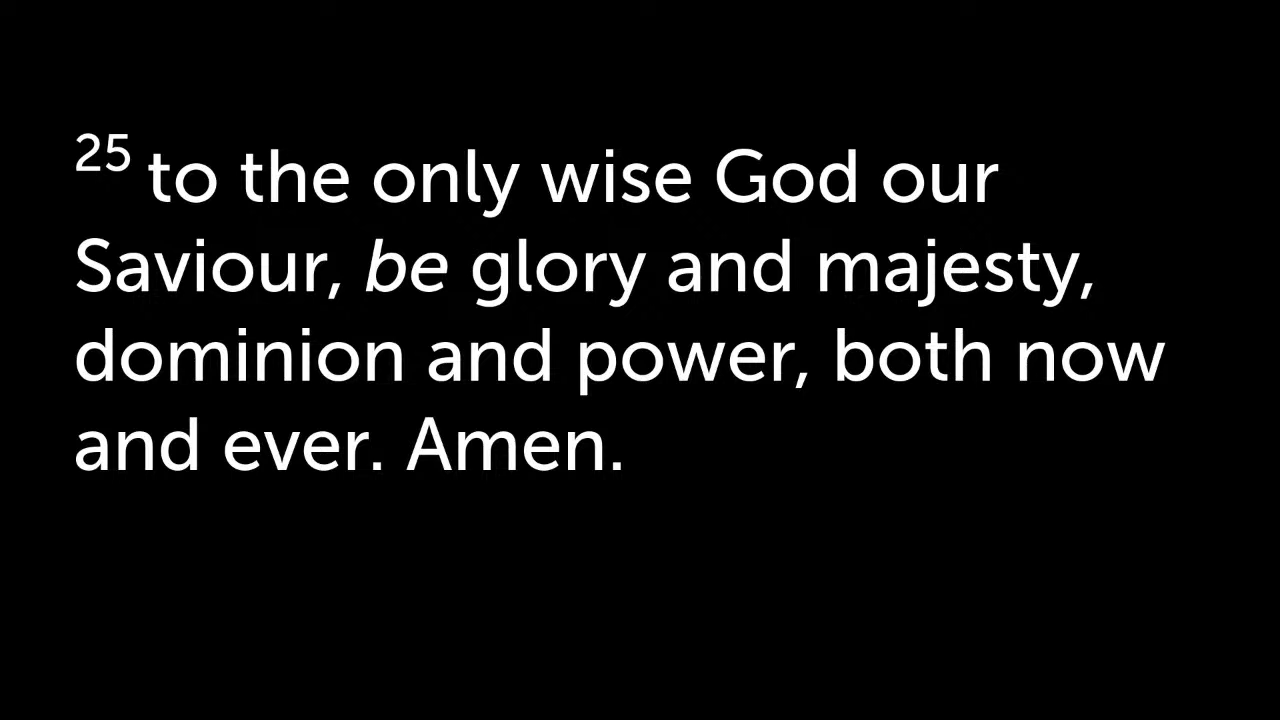 25 to the only wise God our
Saviour, be glory and majesty,
dominion and power, both now
and ever. Amen.